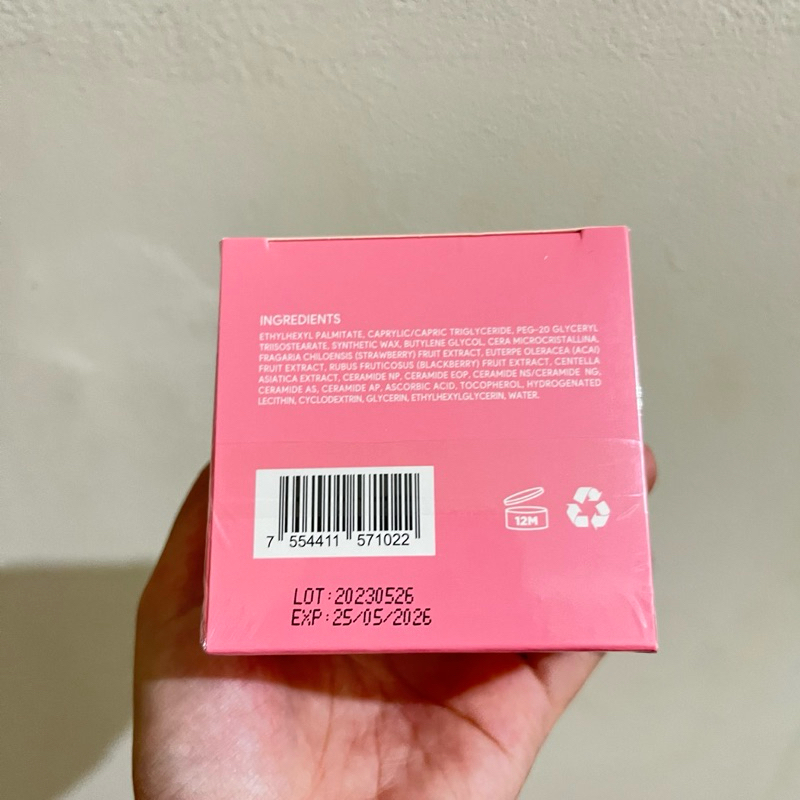 INGREDIENTS
ETHYLHEXYL PALMITATE, CAPRYLIC/CAPRIC TRIGLYCERIDE, PEG-20 GLYCERYL
TRIISOSTEARATE, SYNTHETIC WAX, BUTYLENE GLYCOL, CERA MICROCRISTALLINA,
FRAGARIA CHILOENSIS (STRAWBERRY) FRUIT EXTRACT, EUTERPE OLERACEA (ACAI)
FRUIT EXTRACT, RUBUS FRUTICOSUS (BLACKBERRY) FRUIT EXTRACT, CENTELLA
ASIATICA EXTRACT, CERAMIDE NP, CERAMIDE EOP, CERAMIDE NS/CERAMIDE NG,
CERAMIDE AS, CERAMIDE AP, ASCORBIC ACID, TOCOPHEROL, HYDROGENATED
LECITHIN, CYCLODEXTRIN, GLYCERIN, ETHYLHEXYLGLYCERIN, WATER.
12M
7 554411 571022
LOT:20230526
EXP:25/05/2026